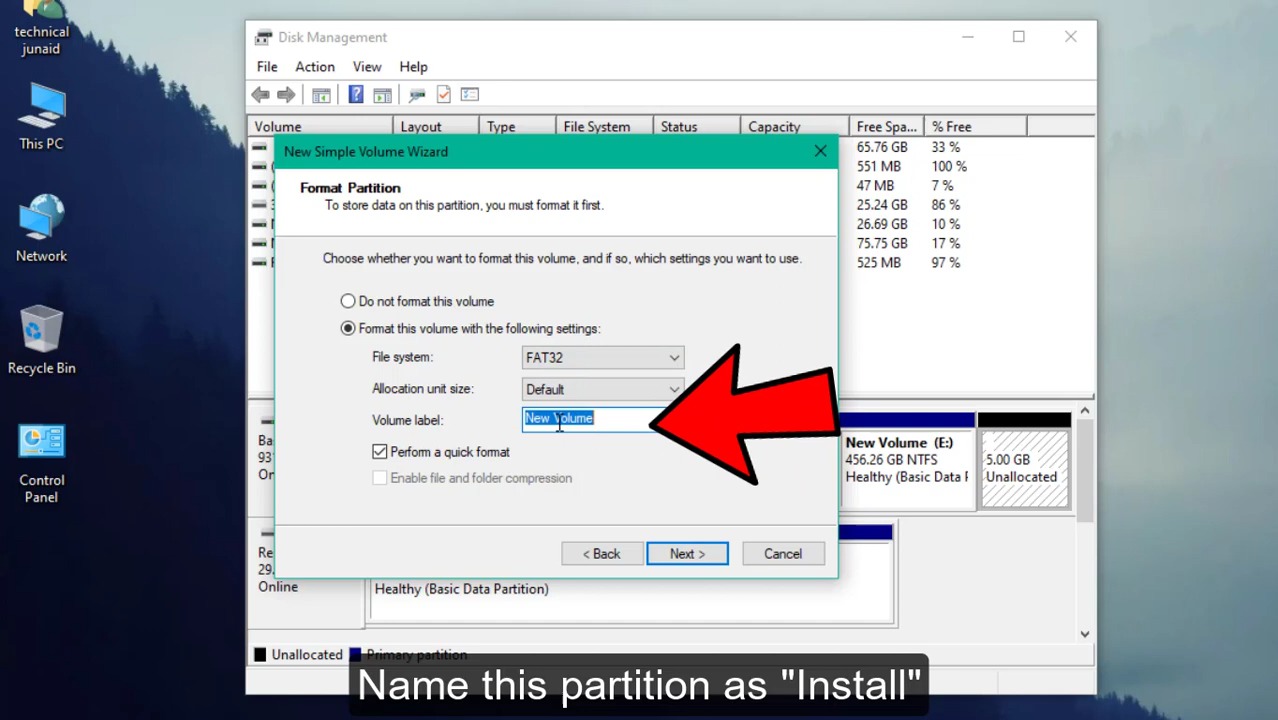 technical
junaid
This PC
Network
Recycle Bin
Control
Panel
Disk Management
File Action View Help
Volume Layout Type File System Status Capacity Free Spa... % Free
65.76 GB 33 %
551 MB 100 %
47 MB 7 %
25.24 GB 86 %
26.69 GB 10 %
75.75 GB 17 %
525 MB 97 %
New Simple Volume Wizard
Format Partition
To store data on this partition, you must format it first.
Choose whether you want to format this volume, and if so, which settings you want to use.
Do not format this volume
Format this volume with the following settings:
File system: FAT32
Allocation unit size: Default
Volume label: New Volume
Perform a quick format
Enable file and folder compression
< Back Next > Cancel
Ba
931
On
New Volume (E:)
456.26 GB NTFS
Healthy (Basic Data P
5.00 GB
Unallocated
Re
29.
Online
Healthy (Basic Data Partition)
Unallocated Primary partition
Name this partition as "Install"